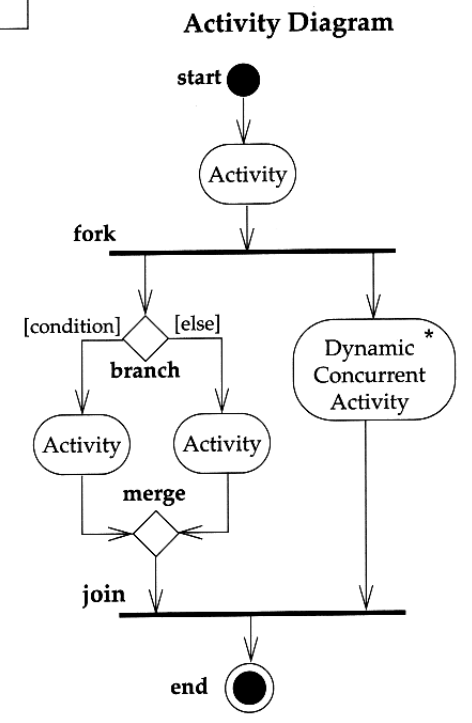 Activity Diagram
start
Activity
fork
[condition]
[else]
branch
*
Dynamic
Concurrent
Activity
Activity
Activity
merge
join
end